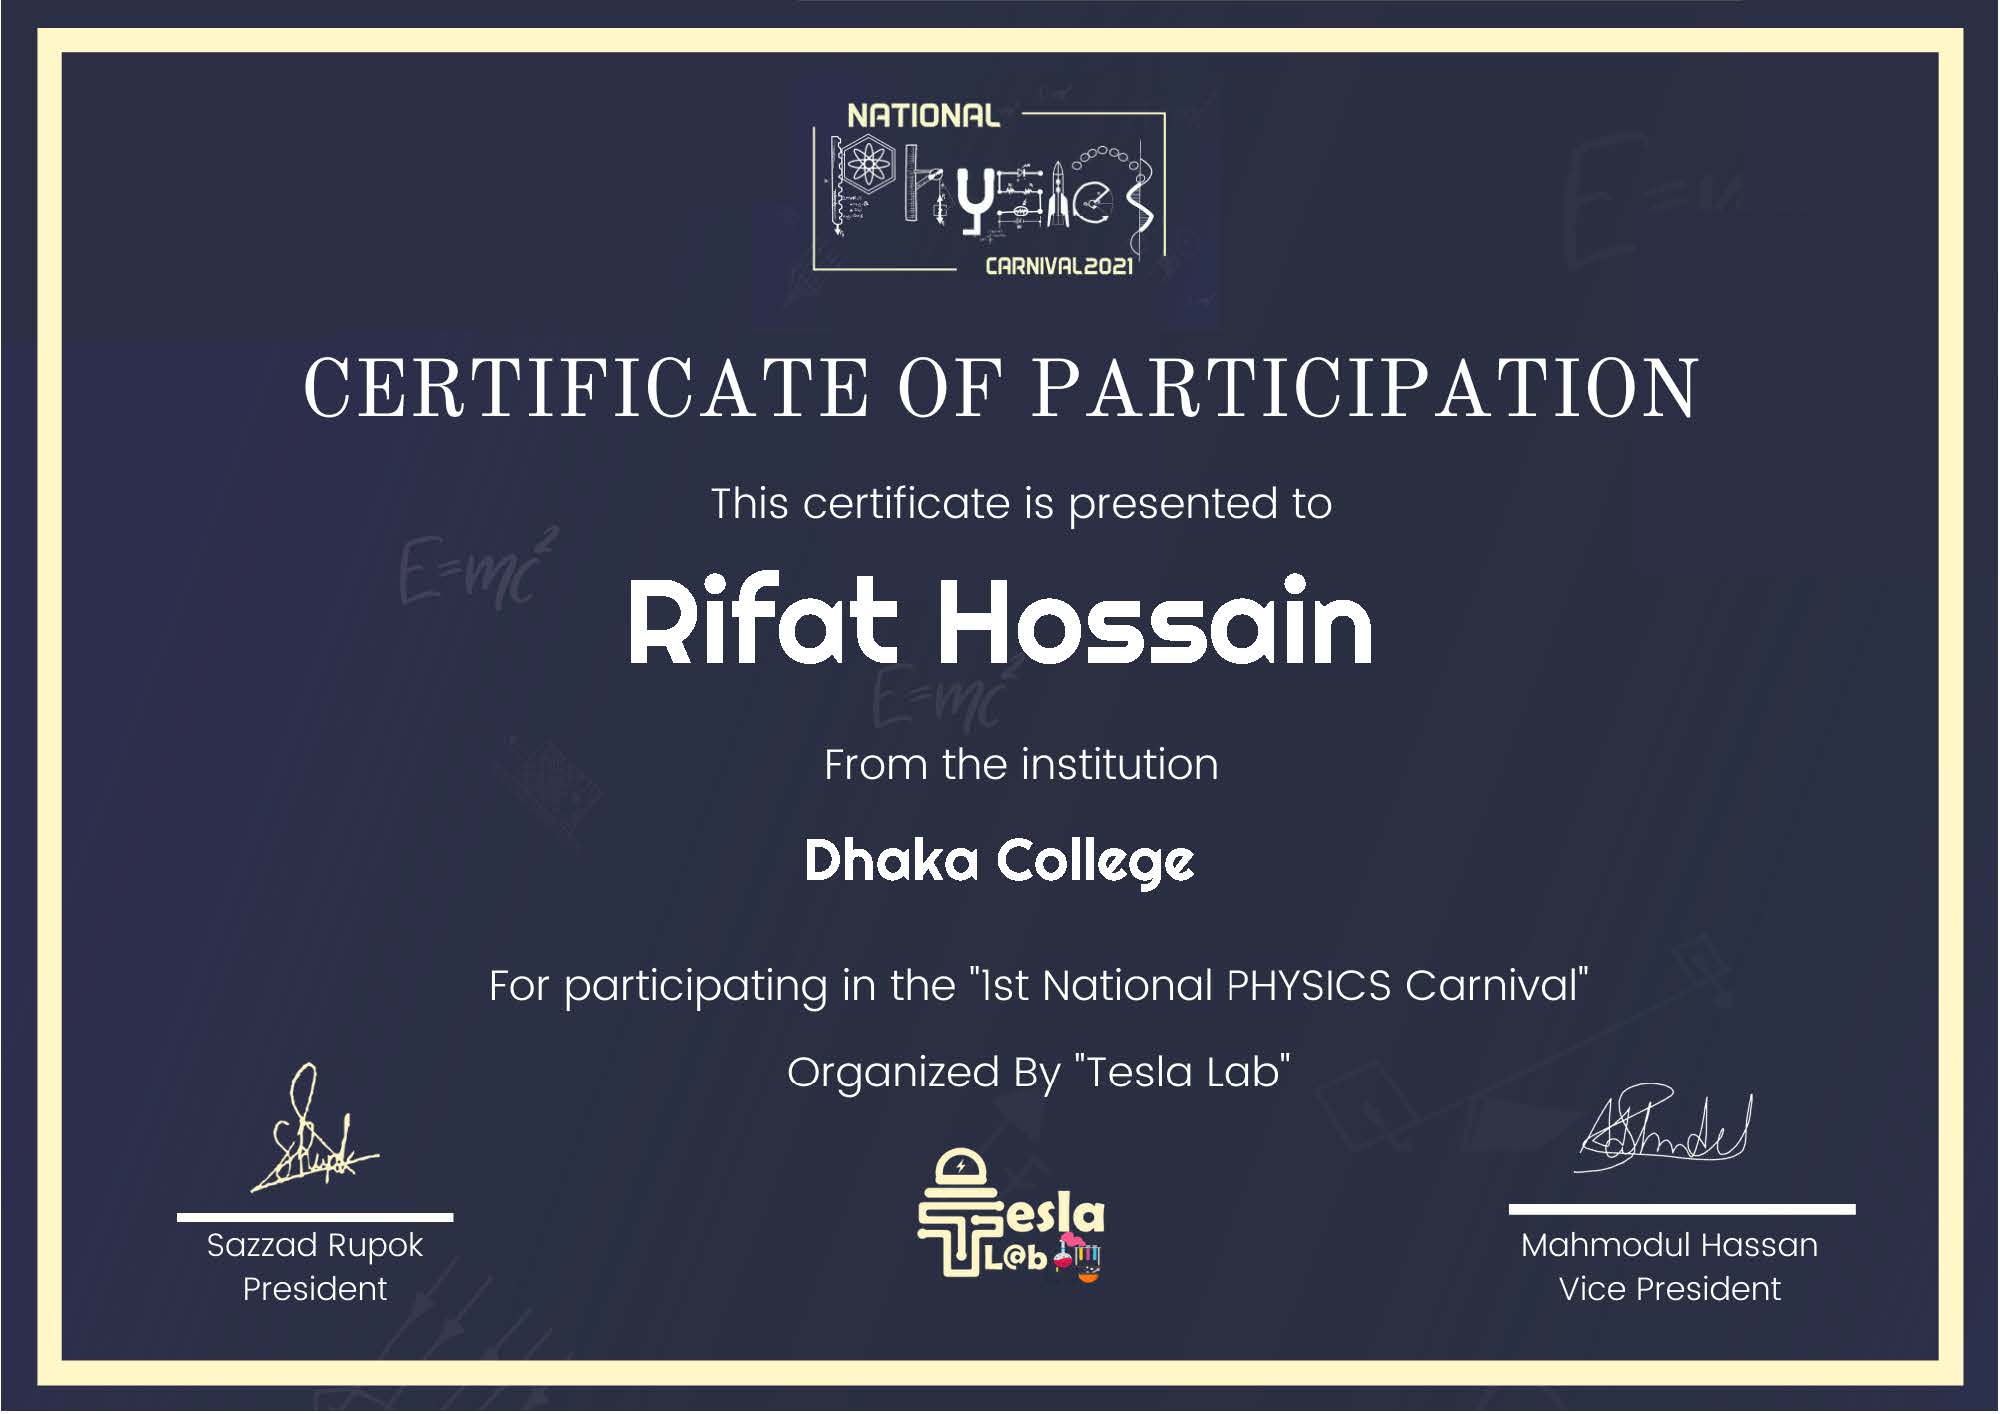 NATIONAL
Physics
CARNIVAL2021
CERTIFICATE OF PARTICIPATION
This certificate is presented to
E=mc²
Rifat Hossain
E=mc²
From the institution
Dhaka College
For participating in the "1st National PHYSICS Carnival"
Organized By "Tesla Lab"
Tesla
L@b
Sazzad Rupok
President
Mahmodul Hassan
Vice President